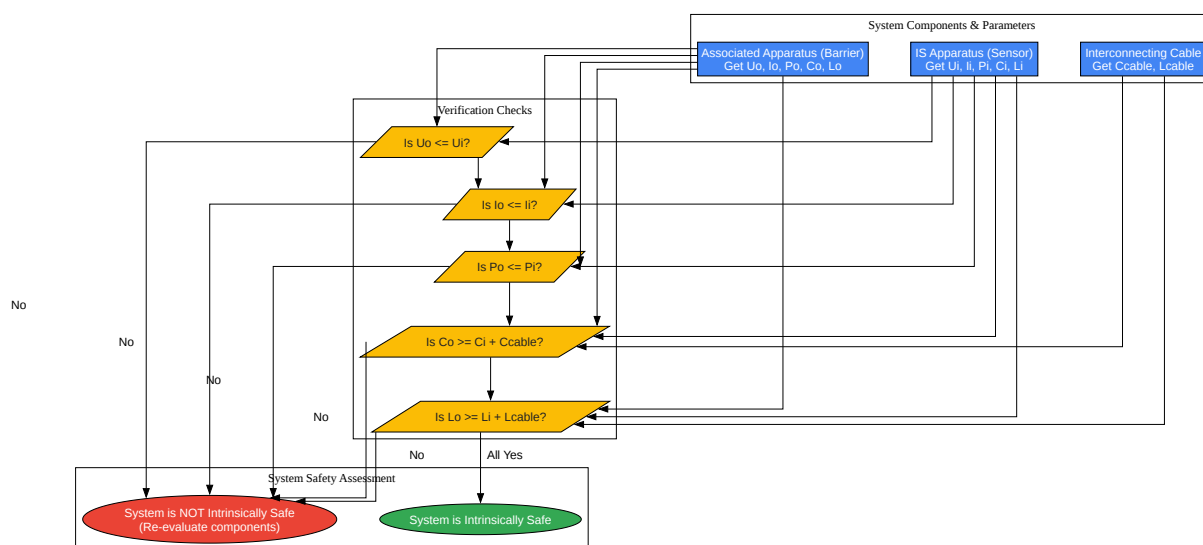 System Components & Parameters
Associated Apparatus (Barrier)
Get Uo, Io, Po, Co, Lo
IS Apparatus (Sensor)
Get Ui, Ii, Pi, Ci, Li
Interconnecting Cable
Get Ccable, Lcable
Verification Checks
Is Uo <= Ui?
Is Io <= Ii?
Is Po <= Pi?
No
No
Is Co >= Ci + Ccable?
No
No
Is Lo >= Li + Lcable?
No
All Yes
System Safety Assessment
System is NOT Intrinsically Safe
(Re-evaluate components)
System is Intrinsically Safe